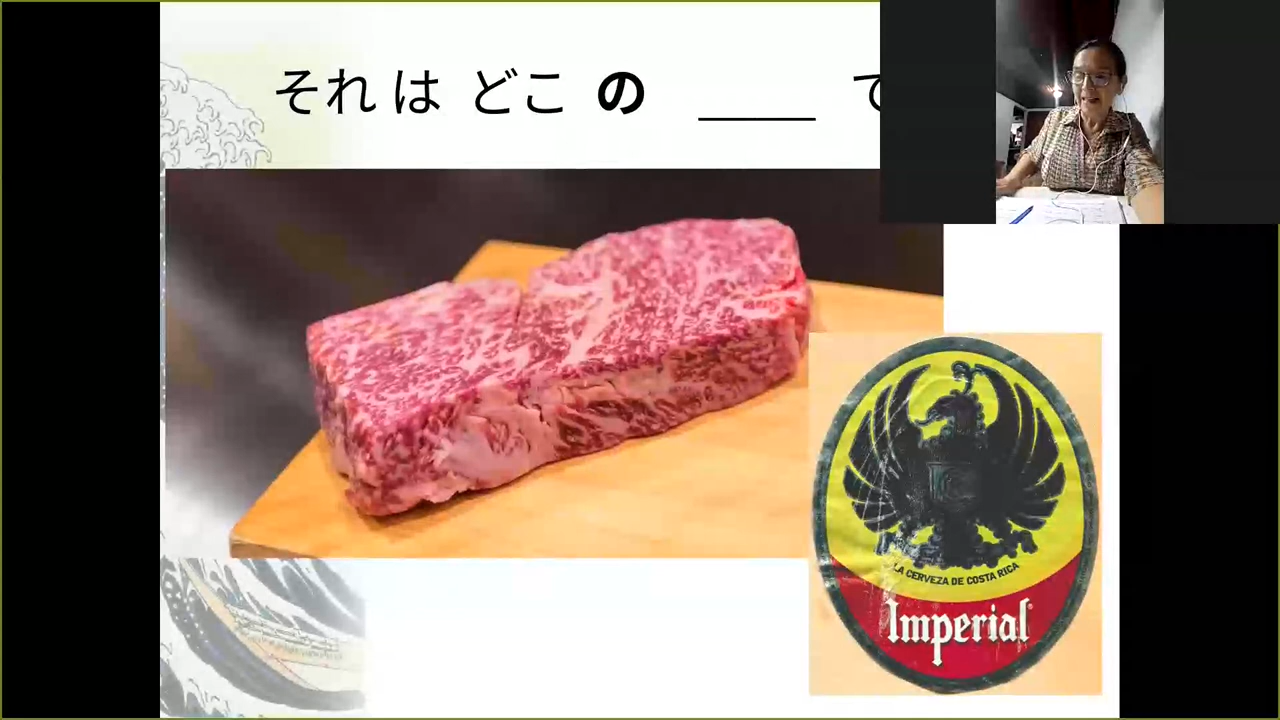 それ は どこ の ＿＿＿ で
LA CERVEZA DE COSTA RICA
Imperial